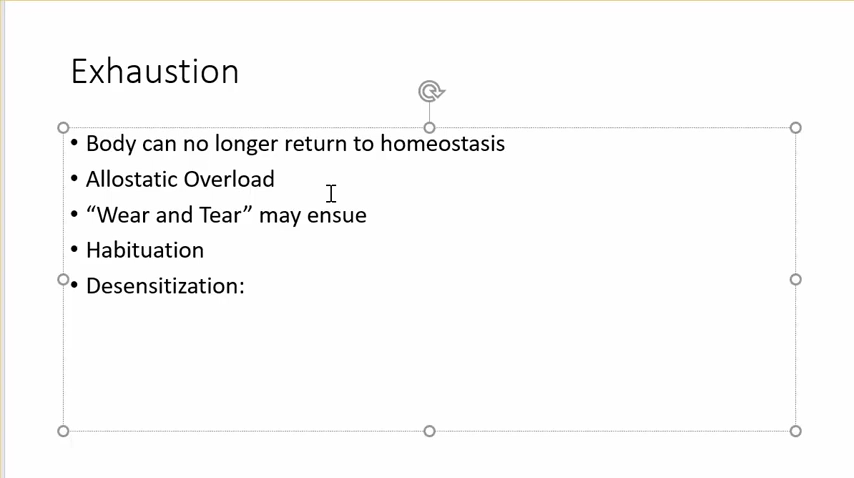 Exhaustion
• Body can no longer return to homeostasis
• Allostatic Overload
• “Wear and Tear” may ensue
• Habituation
• Desensitization: